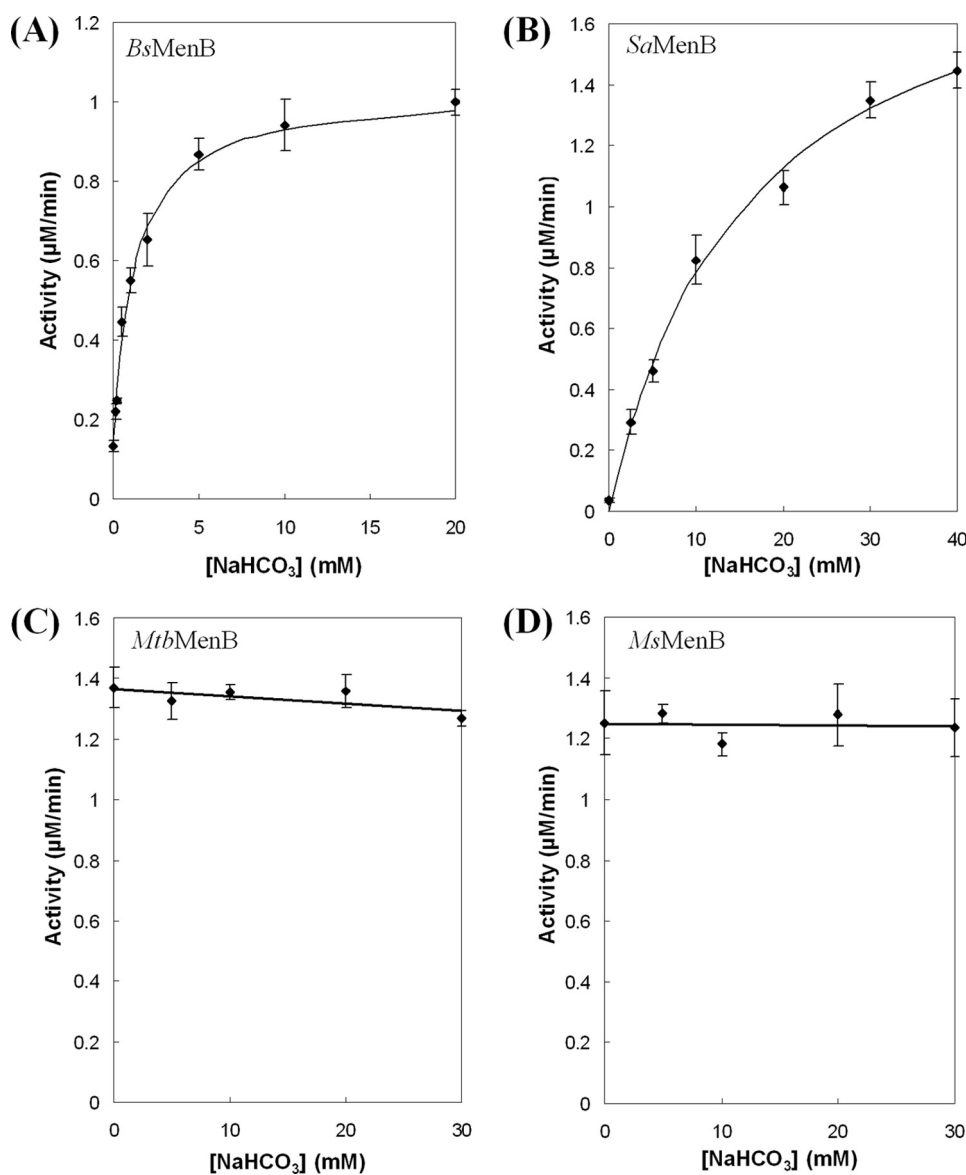 (A)
BsMenB
1.2
1
0.8
0.6
0.4
0.2
0
Activity (µM/min)
0 5 10 15 20
[NaHCO₃] (mM)
(B)
SaMenB
1.6
1.4
1.2
1
0.8
0.6
0.4
0.2
0
Activity (µM/min)
0 10 20 30 40
[NaHCO₃] (mM)
(C)
MtbMenB
1.6
1.4
1.2
1
0.8
0.6
0.4
0.2
0
Activity (µM/min)
0 10 20 30
[NaHCO₃] (mM)
(D)
MsMenB
1.6
1.4
1.2
1
0.8
0.6
0.4
0.2
0
Activity (µM/min)
0 10 20 30
[NaHCO₃] (mM)